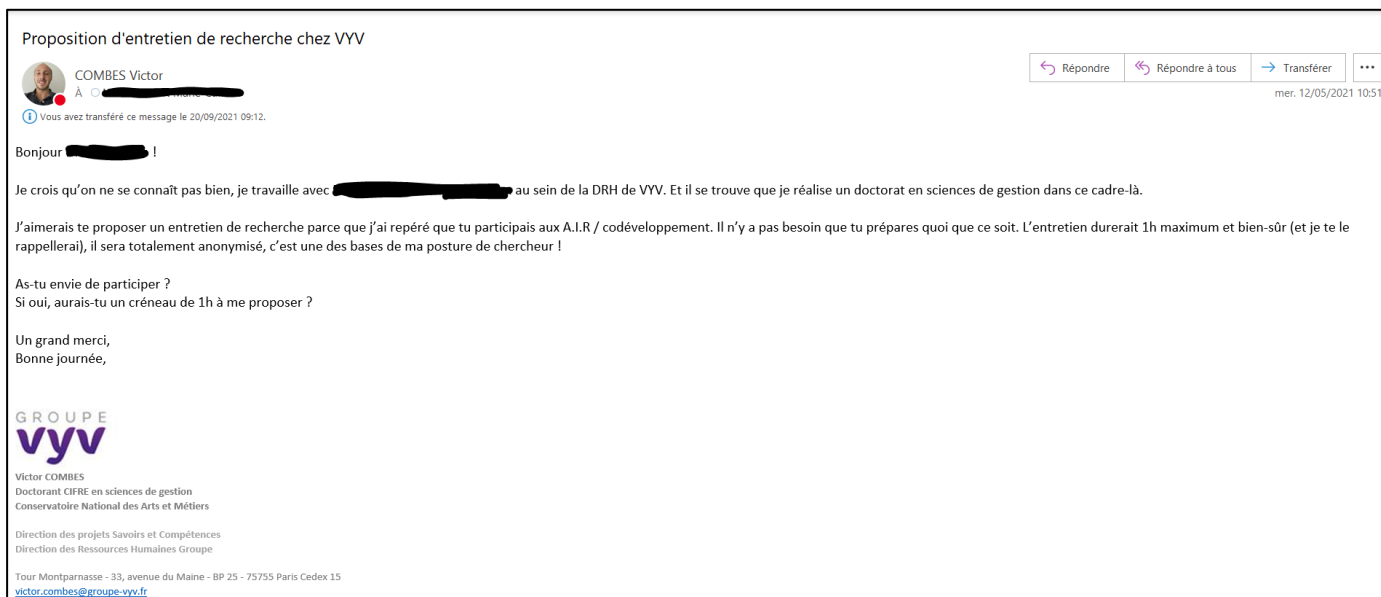 Proposition d'entretien de recherche chez VYV
COMBES Victor
À
Répondre
Répondre à tous
Transférer
mer. 12/05/2021 10:51
Vous avez transféré ce message le 20/09/2021 09:12.
Bonjour !
Je crois qu'on ne se connaît pas bien, je travaille avec au sein de la DRH de VYV. Et il se trouve que je réalise un doctorat en sciences de gestion dans ce cadre-là.
J'aimerais te proposer un entretien de recherche parce que j'ai repéré que tu participais aux A.I.R / codéveloppement. Il n'y a pas besoin que tu prépares quoi que ce soit. L'entretien durerait 1h maximum et bien-sûr (et je te le
rappellerai), il sera totalement anonymisé, c'est une des bases de ma posture de chercheur !
As-tu envie de participer ?
Si oui, aurais-tu un créneau de 1h à me proposer ?
Un grand merci,
Bonne journée,
GROUPE
vyv
Victor COMBES
Doctorant CIFRE en sciences de gestion
Conservatoire National des Arts et Métiers
Direction des projets Savoirs et Compétences
Direction des Ressources Humaines Groupe
Tour Montparnasse - 33, avenue du Maine - BP 25 - 75755 Paris Cedex 15
victor.combes@groupe-vyv.fr